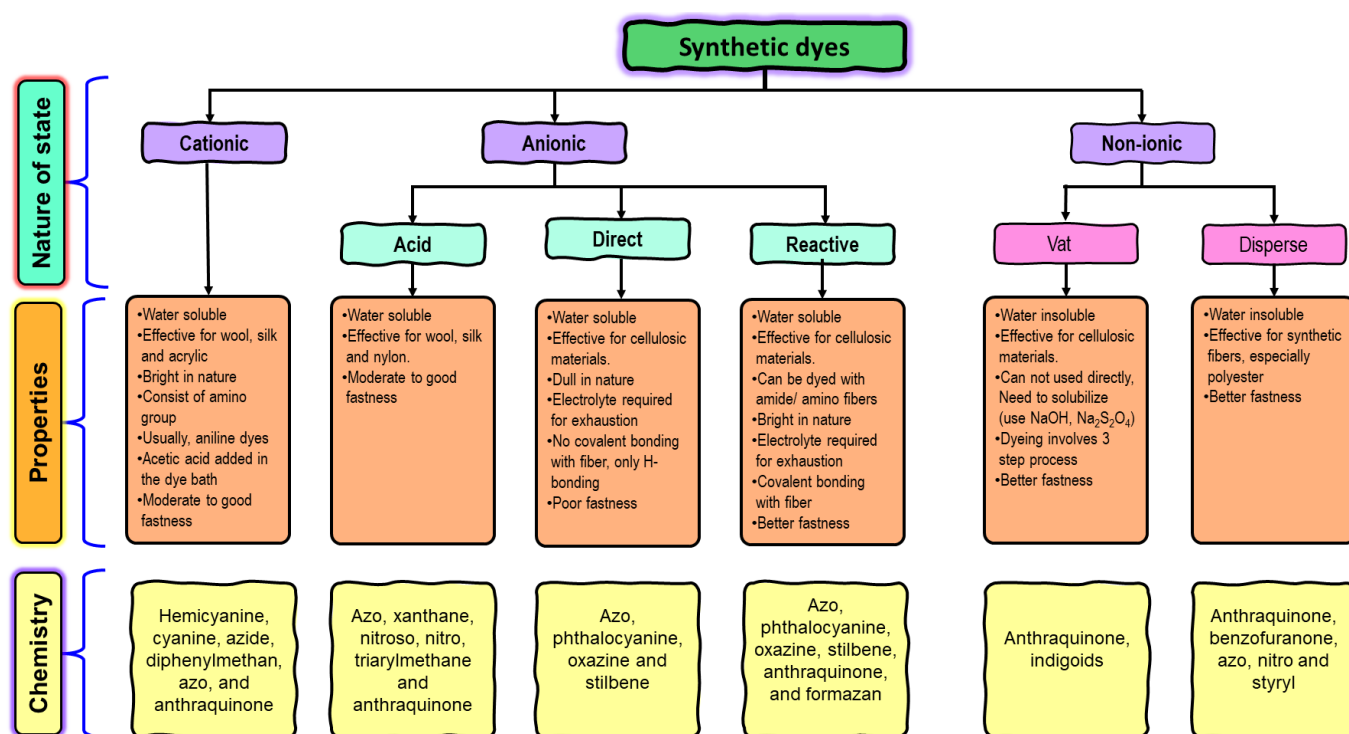 Synthetic dyes
Nature of state
Cationic
Anionic
Non-ionic
Acid
Direct
Reactive
Vat
Disperse
Properties
•Water soluble
•Effective for wool, silk
and acrylic
•Bright in nature
•Consist of amino
group
•Usually, aniline dyes
•Acetic acid added in
the dye bath
•Moderate to good
fastness
•Water soluble
•Effective for wool, silk
and nylon.
•Moderate to good
fastness
•Water soluble
•Effective for cellulosic
materials.
•Dull in nature
•Electrolyte required
for exhaustion
•No covalent bonding
with fiber, only H-
bonding
•Poor fastness
•Water soluble
•Effective for cellulosic
materials.
•Can be dyed with
amide/ amino fibers
•Bright in nature
•Electrolyte required
for exhaustion
•Covalent bonding
with fiber
•Better fastness
•Water insoluble
•Effective for cellulosic
materials.
•Can not used directly,
Need to solubilize
(use NaOH, Na₂S₂O₄)
•Dyeing involves 3
step process
•Better fastness
•Water insoluble
•Effective for synthetic
fibers, especially
polyester
•Better fastness
Chemistry
Hemicyanine,
cyanine, azide,
diphenylmethan,
azo, and
anthraquinone
Azo, xanthane,
nitroso, nitro,
triarylmethane
and
anthraquinone
Azo,
phthalocyanine,
oxazine and
stilbene
Azo,
phthalocyanine,
oxazine, stilbene,
anthraquinone,
and formazan
Anthraquinone,
indigoids
Anthraquinone,
benzofuranone,
azo, nitro and
styryl